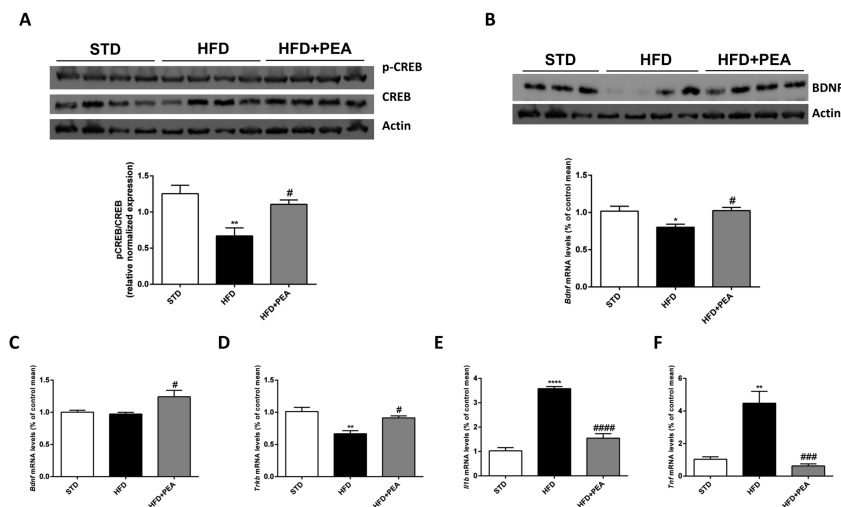 A
STD HFD HFD+PEA
p-CREB
CREB
Actin
pCREB/CREB
(relative normalized expression)
1.5
1.0
0.5
0.0
**
#
STD HFD HFD+PEA
B
STD HFD HFD+PEA
BDNF
Actin
Bdnf mRNA levels (% of control mean)
1.5
1.0
0.5
0.0
*
#
STD HFD HFD+PEA
C
Bdnf mRNA levels (% of control mean)
1.5
1.0
0.5
0.0
#
STD HFD HFD+PEA
D
Trkb mRNA levels (% of control mean)
1.5
1.0
0.5
0.0
**
#
STD HFD HFD+PEA
E
Il1b mRNA levels (% of control mean)
4
3
2
1
0
****
####
STD HFD HFD+PEA
F
Tnf mRNA levels (% of control mean)
6
4
2
0
**
###
STD HFD HFD+PEA